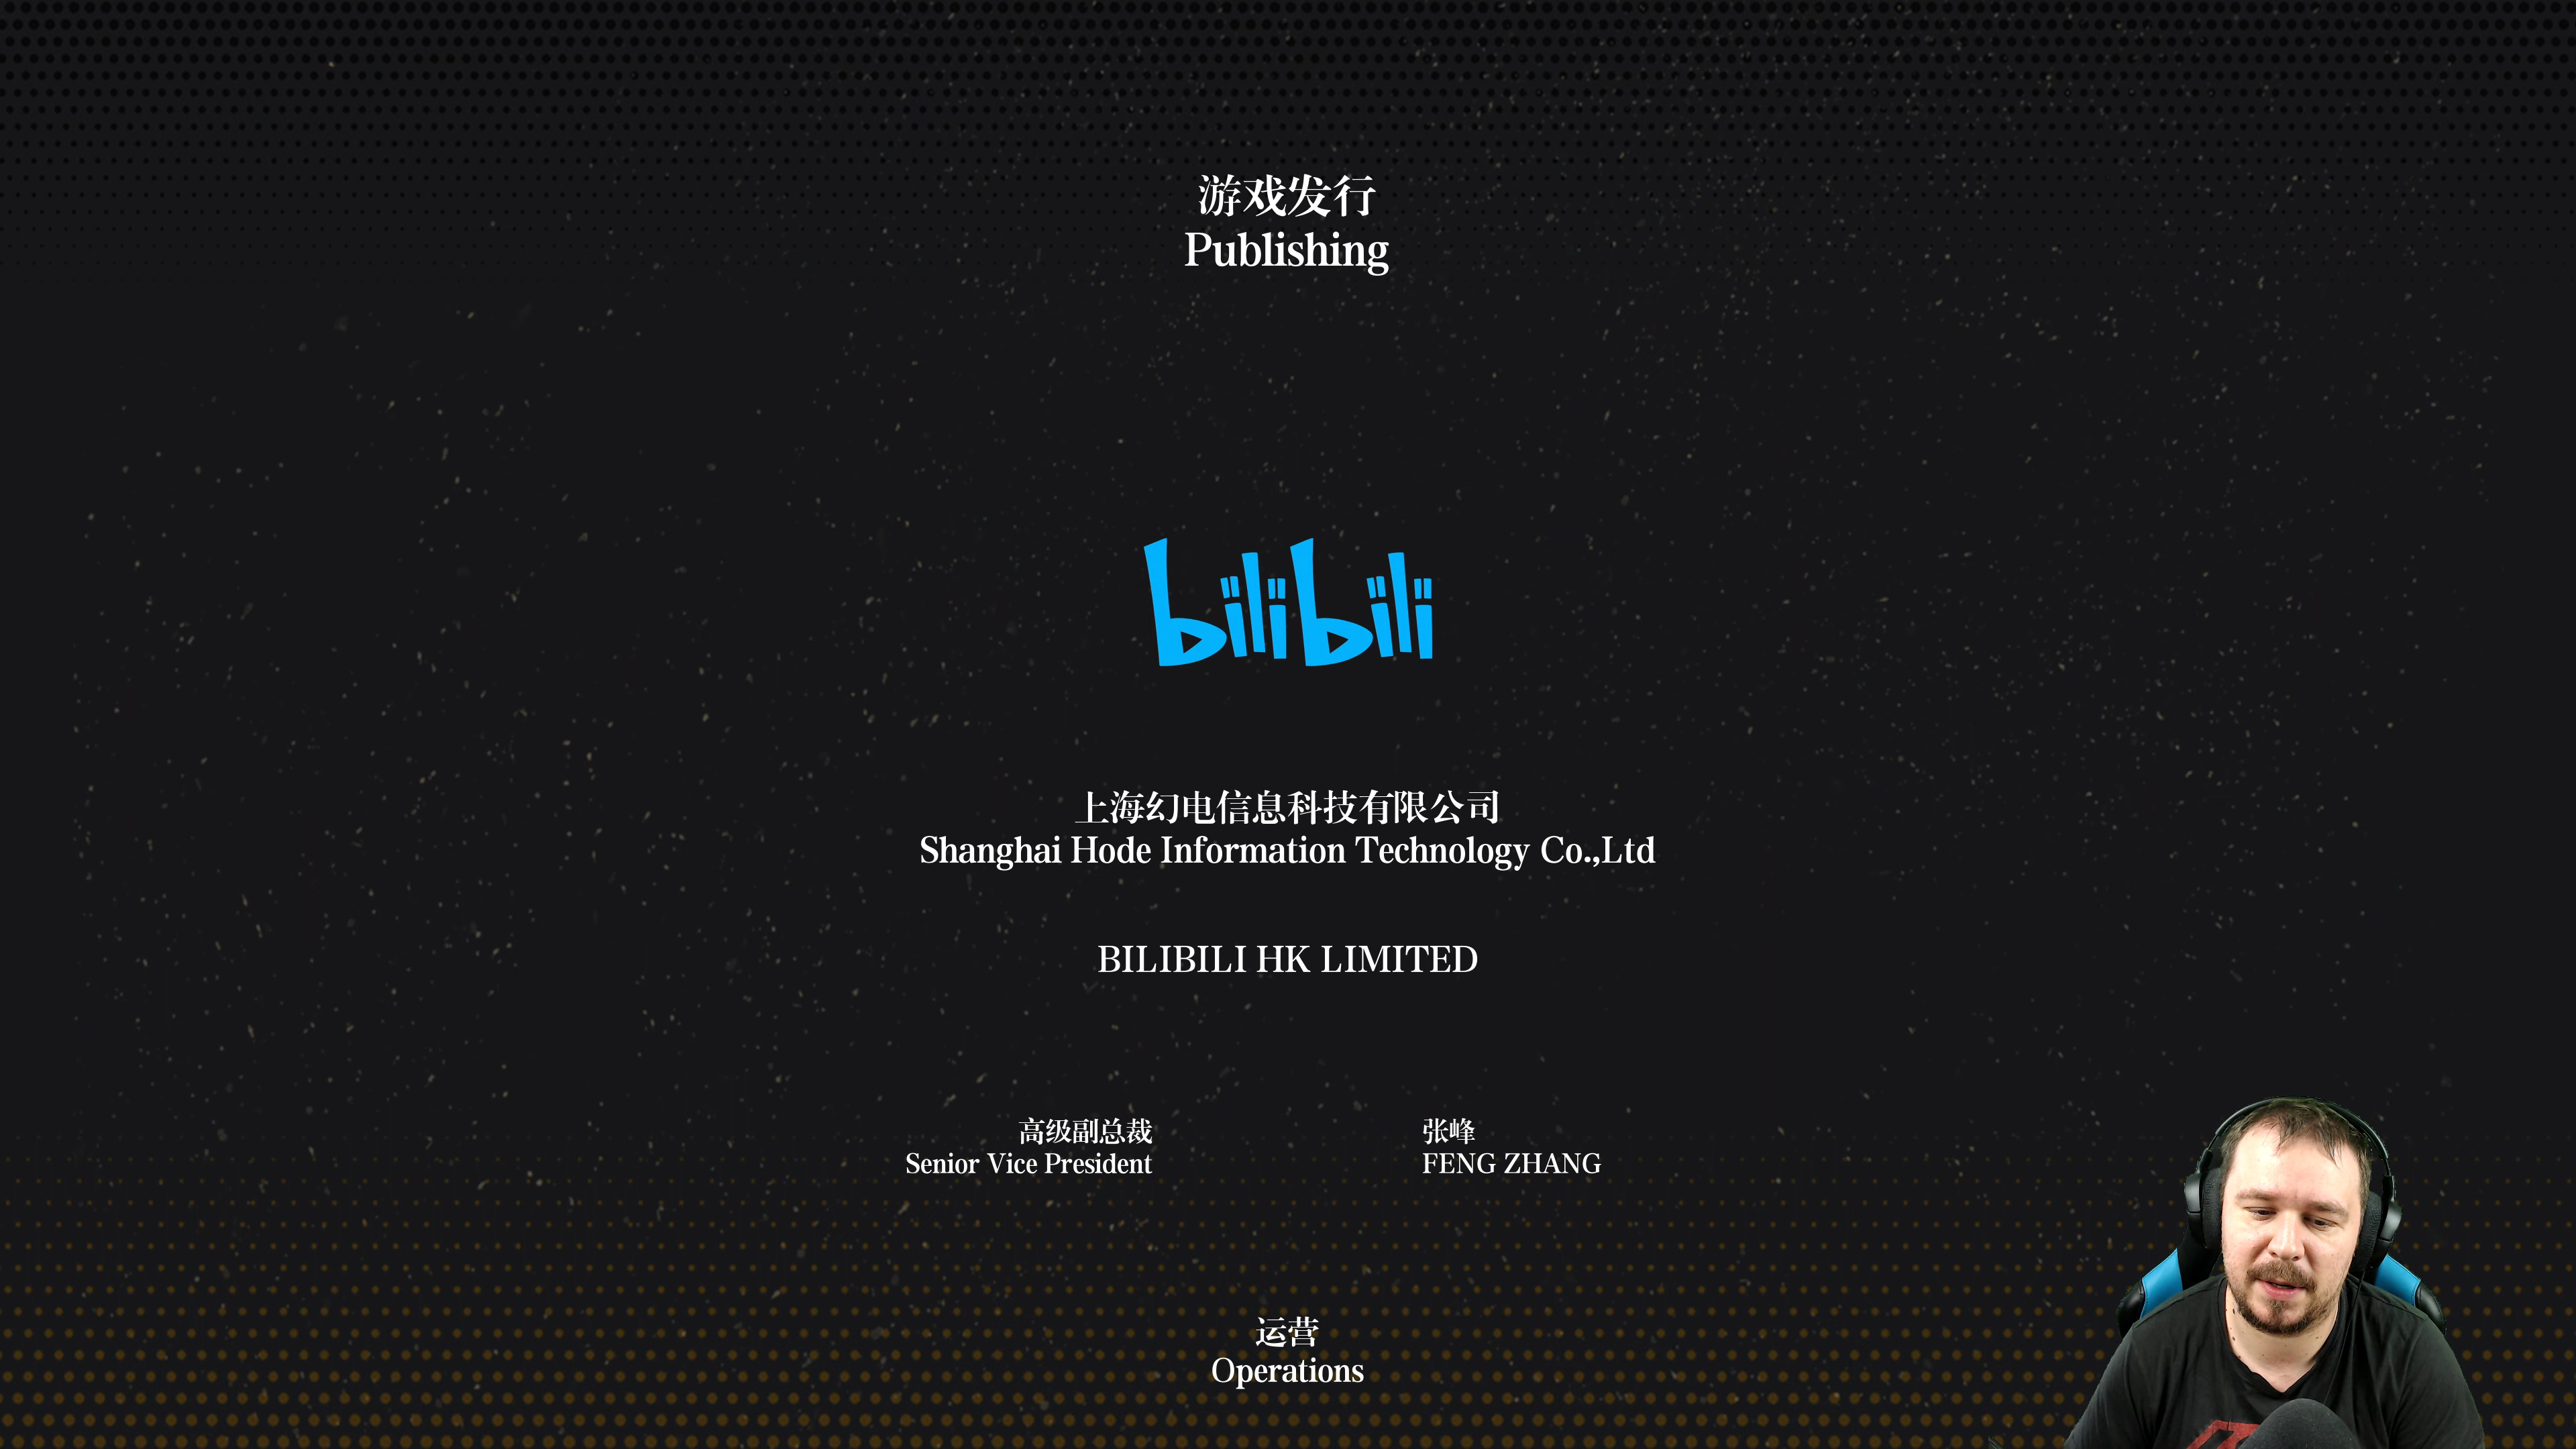 游戏发行
Publishing
bilibili
上海幻电信息科技有限公司
Shanghai Hode Information Technology Co.,Ltd
BILIBILI HK LIMITED
高级副总裁 张峰
Senior Vice President FENG ZHANG
运营
Operations